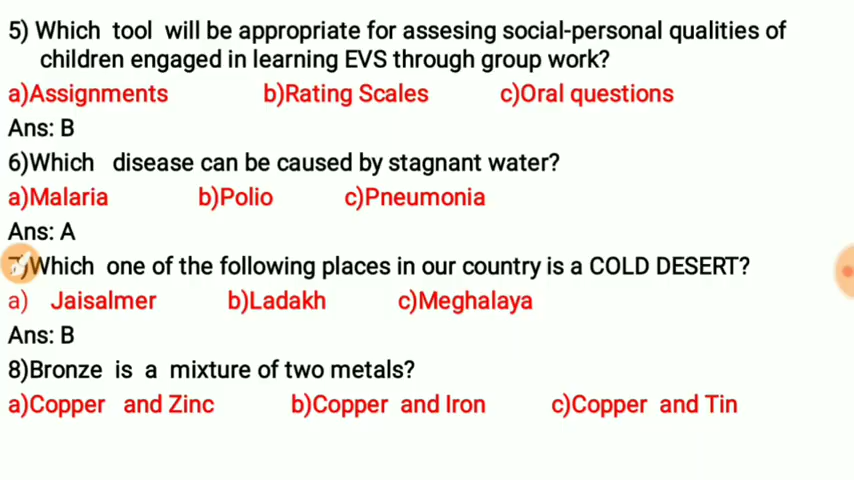 5) Which tool will be appropriate for assesing social-personal qualities of
children engaged in learning EVS through group work?
a)Assignments b)Rating Scales c)Oral questions
Ans: B
6)Which disease can be caused by stagnant water?
a)Malaria b)Polio c)Pneumonia
Ans: A
7)Which one of the following places in our country is a COLD DESERT?
a) Jaisalmer b)Ladakh c)Meghalaya
Ans: B
8)Bronze is a mixture of two metals?
a)Copper and Zinc b)Copper and Iron c)Copper and Tin